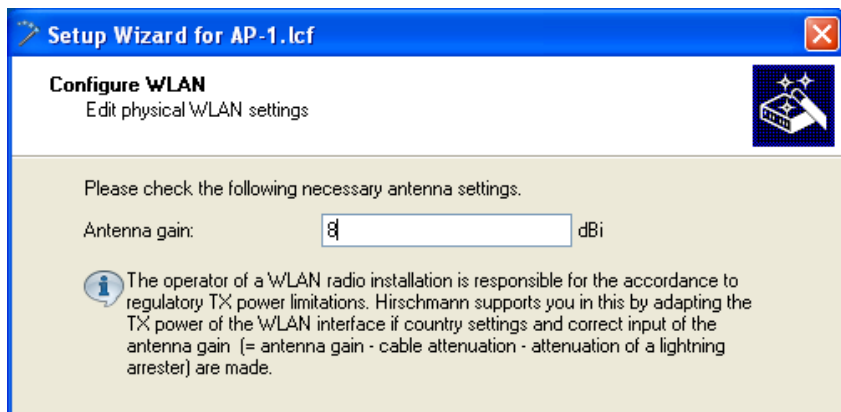 Setup Wizard for AP-1.lcf
Configure WLAN
Edit physical WLAN settings
Please check the following necessary antenna settings.
Antenna gain: 8 dBi
The operator of a WLAN radio installation is responsible for the accordance to
regulatory TX power limitations. Hirschmann supports you in this by adapting the
TX power of the WLAN interface if country settings and correct input of the
antenna gain (= antenna gain - cable attenuation - attenuation of a lightning
arrester) are made.